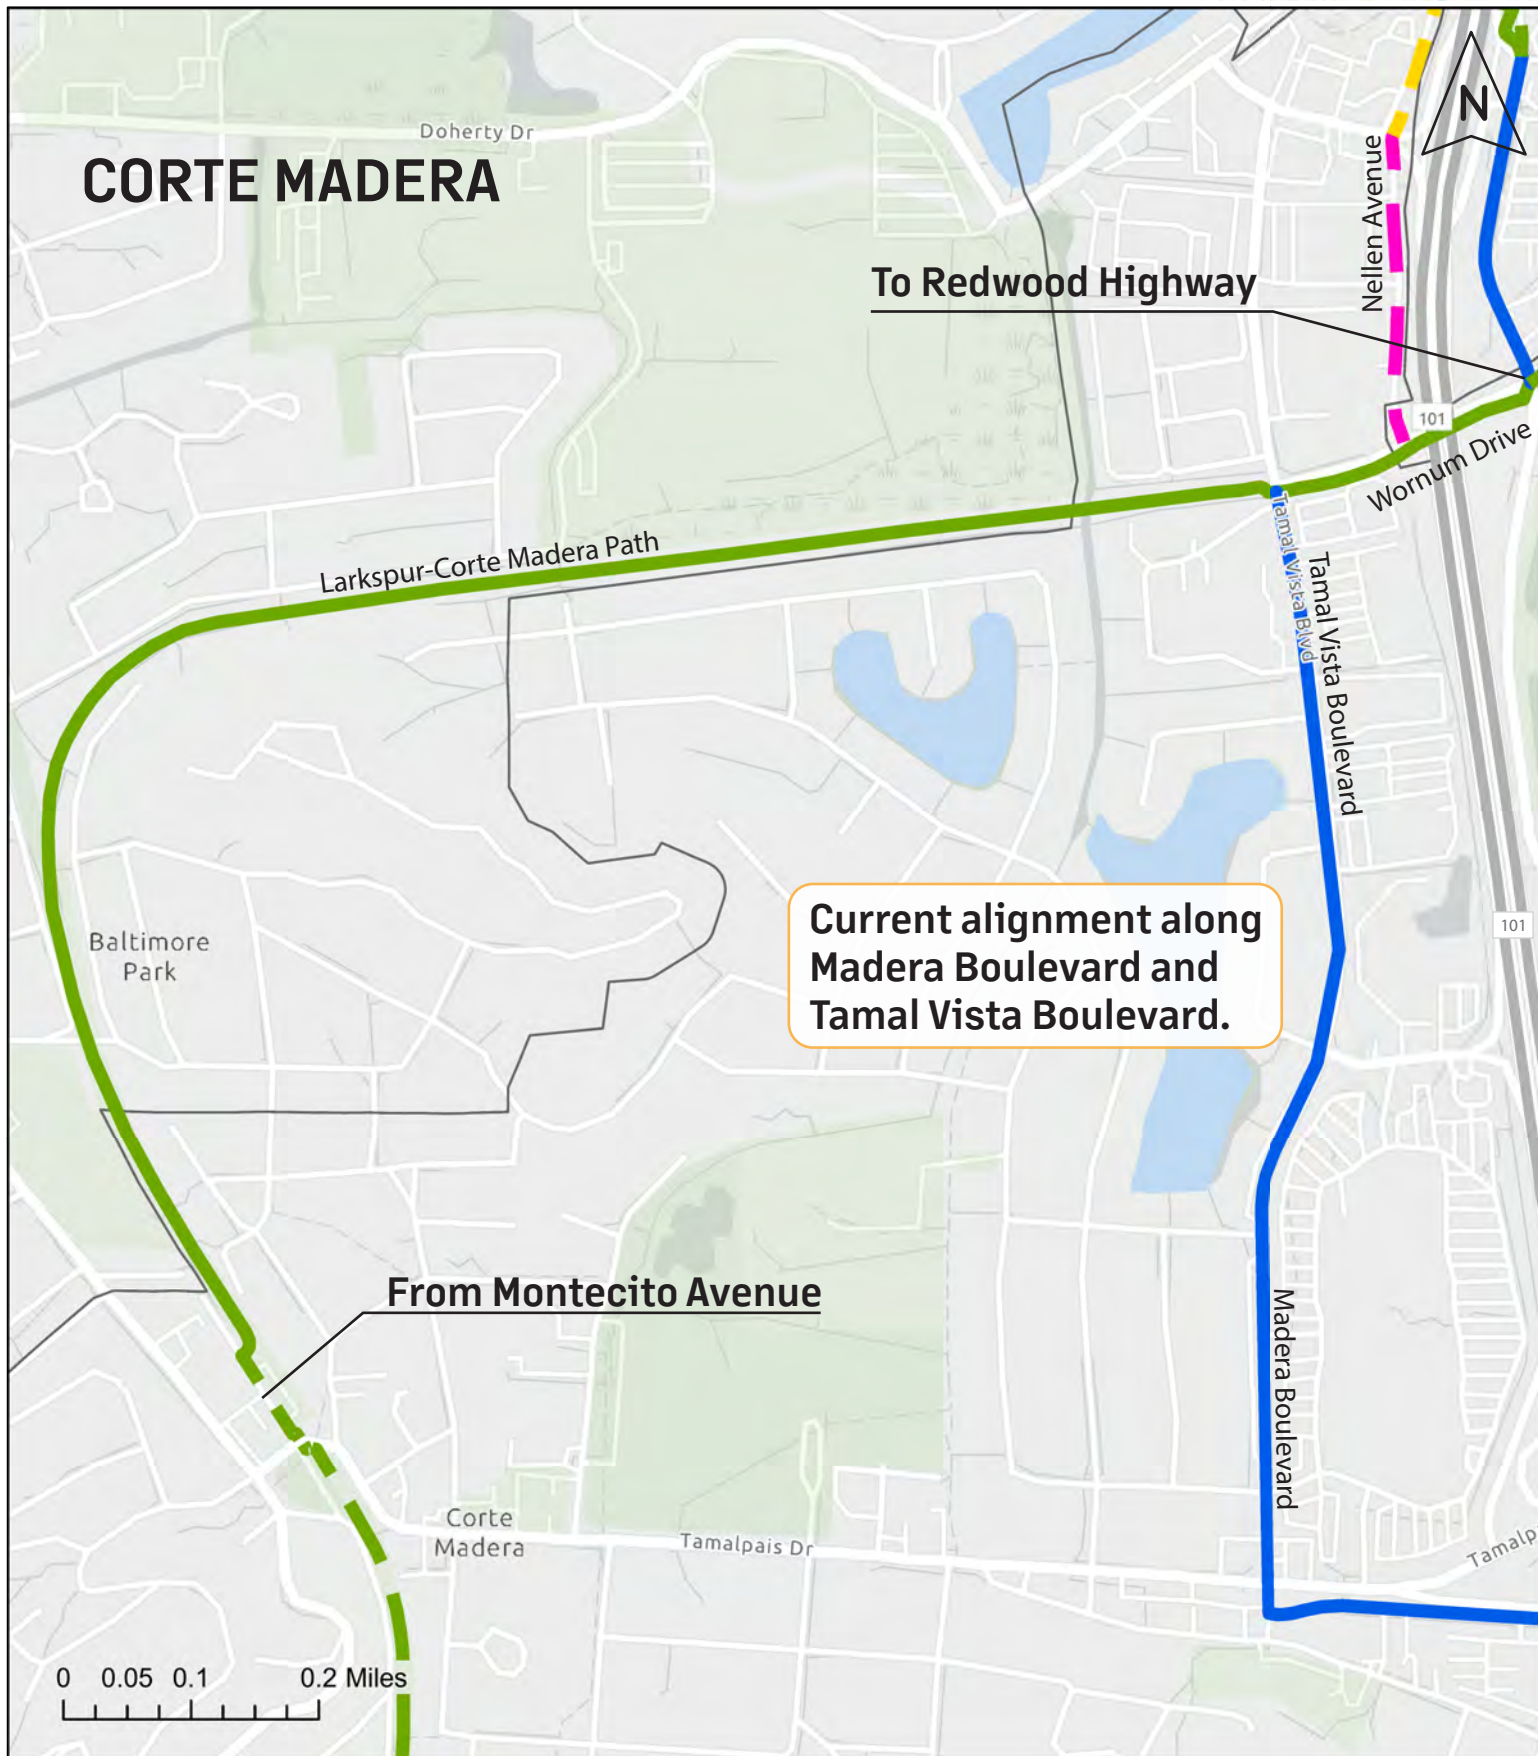 Doherty Dr
CORTE MADERA
N
Nellen Avenue
To Redwood Highway
101
Wornum Drive
Larkspur-Corte Madera Path
Tamal Vista Blvd
Tamal Vista Boulevard
Current alignment along
Madera Boulevard and
Tamal Vista Boulevard.
101
Baltimore
Park
From Montecito Avenue
Madera Boulevard
Corte
Madera
Tamalpais Dr
Tamalp
0 0.05 0.1 0.2 Miles